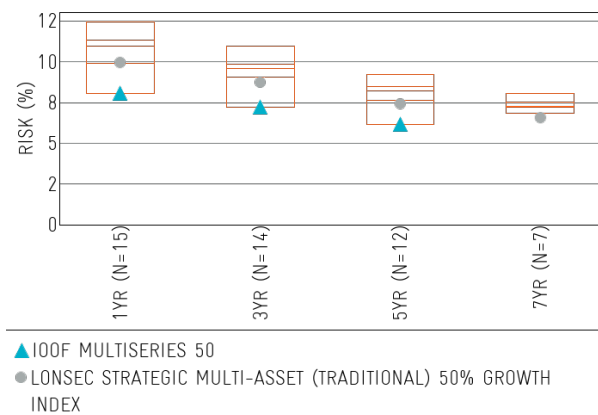 12
10
8
5
2
0
RISK (%)
1YR (N=15)
3YR (N=14)
5YR (N=12)
7YR (N=7)
IOOF MULTISERIES 50
LONSEC STRATEGIC MULTI-ASSET (TRADITIONAL) 50% GROWTH
INDEX